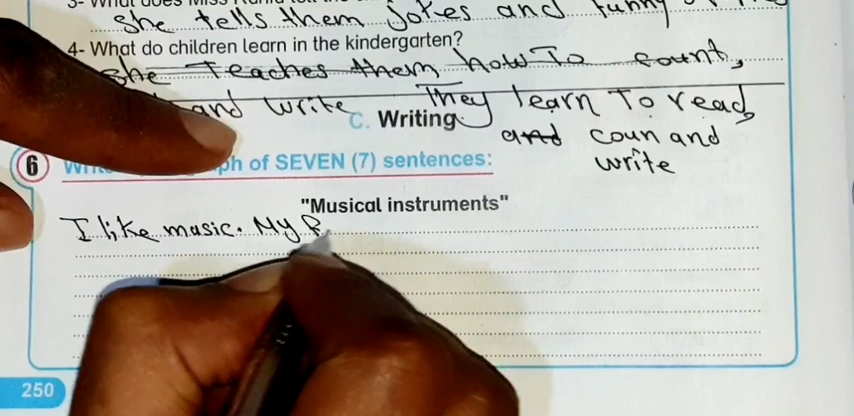 She tells them jokes and funny
4- What do children learn in the kindergarten?
She teaches them how To count,
and write They learn To read,
C. Writing
and coun and
write
6 ph of SEVEN (7) sentences:
"Musical instruments"
I like music. My
250